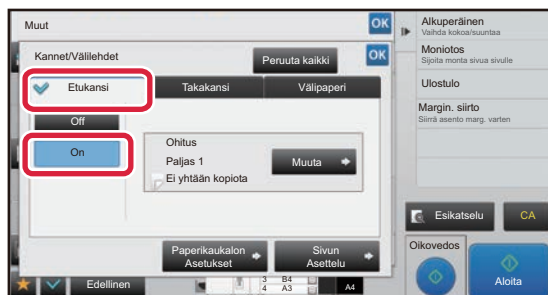 Muut
OK
Kannet/Välilehdet
Peruuta kaikki
OK
Etukansi
Takakansi
Välipaperi
Off
On
Ohitus
Paljas 1
Ei yhtään kopiota
Muuta
Paperikaukalon
Asetukset
Sivun
Asettelu
Edellinen
3 B4
4 A3
A4
Alkuperäinen
Vaihda kokoa/suuntaa
Moniotos
Sijoita monta sivua sivulle
Ulostulo
Margin. siirto
Siirrä asento marg. varten
Esikatselu
CA
Oikovedos
Aloita